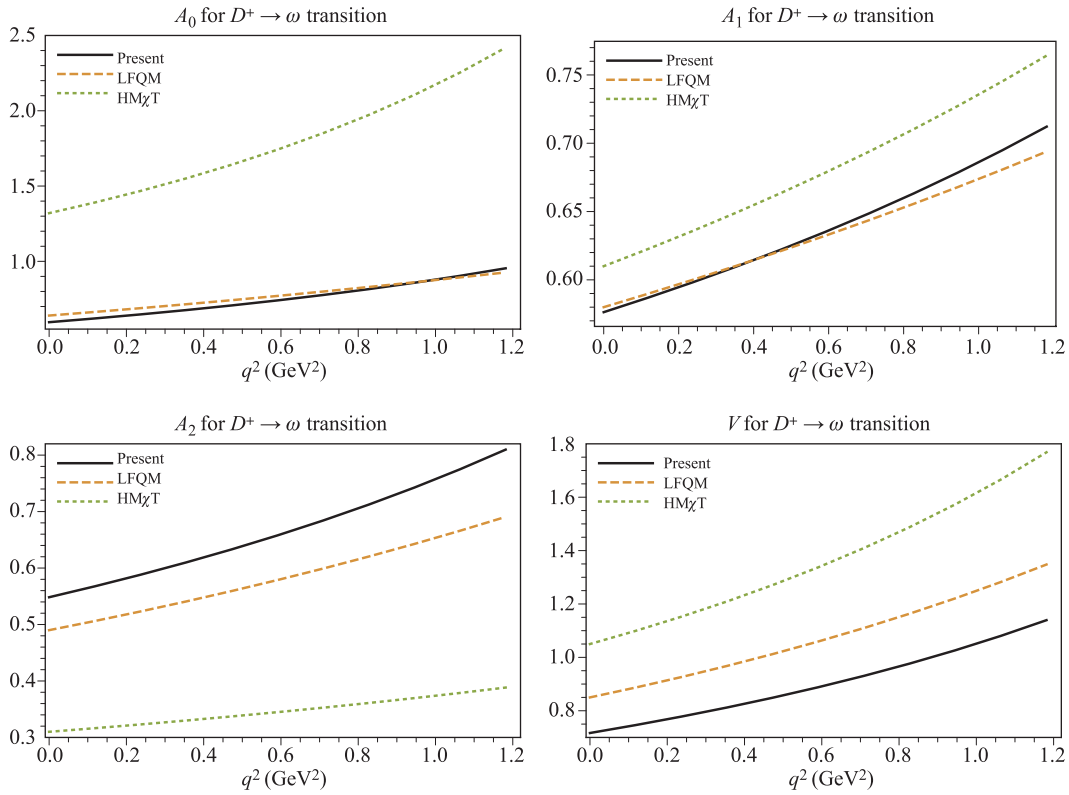 A₀ for D⁺ → ω transition
2.5
2.0
1.5
1.0
Present
LFQM
HMχT
0.0 0.2 0.4 0.6 0.8 1.0 1.2
q² (GeV²)
A₁ for D⁺ → ω transition
0.75
0.70
0.65
0.60
Present
LFQM
HMχT
0.0 0.2 0.4 0.6 0.8 1.0 1.2
q² (GeV²)
A₂ for D⁺ → ω transition
0.8
0.7
0.6
0.5
0.4
0.3
Present
LFQM
HMχT
0.0 0.2 0.4 0.6 0.8 1.0 1.2
q² (GeV²)
V for D⁺ → ω transition
1.8
1.6
1.4
1.2
1.0
0.8
Present
LFQM
HMχT
0.0 0.2 0.4 0.6 0.8 1.0 1.2
q² (GeV²)